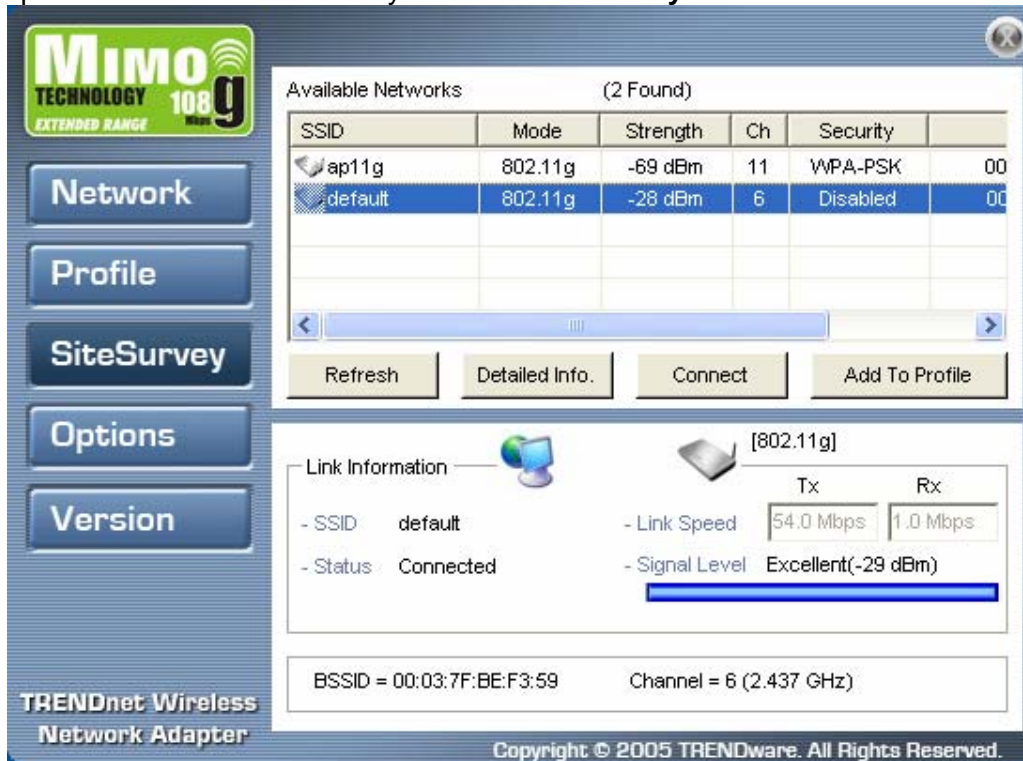 MIMO
TECHNOLOGY 108 Mbps g
EXTENDED RANGE
Network
Profile
SiteSurvey
Options
Version
TRENDnet Wireless
Network Adapter
Available Networks (2 Found)
SSID Mode Strength Ch Security
ap11g 802.11g -69 dBm 11 WPA-PSK 00
default 802.11g -28 dBm 6 Disabled 00
Refresh Detailed Info. Connect Add To Profile
[802.11g]
Link Information
Tx Rx
- SSID default - Link Speed 54.0 Mbps 1.0 Mbps
- Status Connected - Signal Level Excellent(-29 dBm)
BSSID = 00:03:7F:BE:F3:59 Channel = 6 (2.437 GHz)
Copyright © 2005 TRENDware. All Rights Reserved.